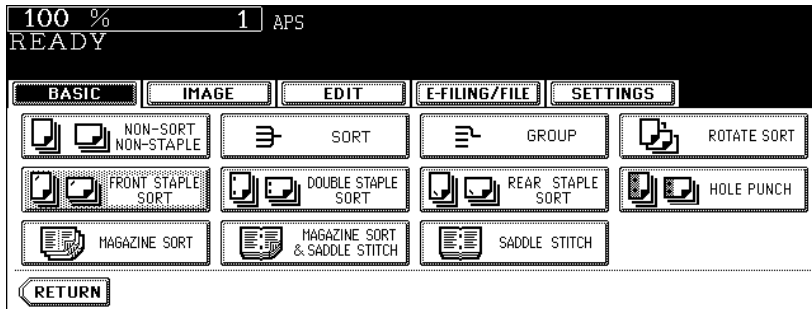 100 % 1 APS
READY
BASIC IMAGE EDIT E-FILING/FILE SETTINGS
NON-SORT
NON-STAPLE
SORT
GROUP
ROTATE SORT
FRONT STAPLE
SORT
DOUBLE STAPLE
SORT
REAR STAPLE
SORT
HOLE PUNCH
MAGAZINE SORT
MAGAZINE SORT
& SADDLE STITCH
SADDLE STITCH
RETURN